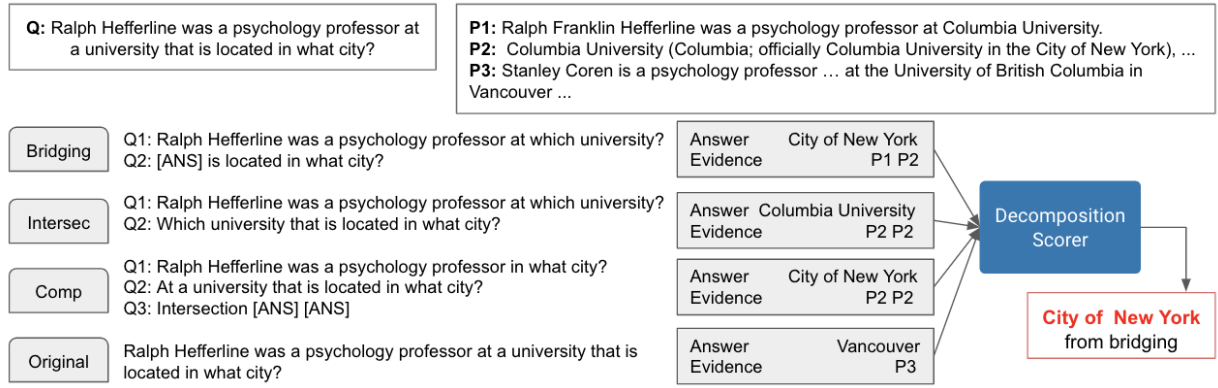 Q: Ralph Hefferline was a psychology professor at
a university that is located in what city?
P1: Ralph Franklin Hefferline was a psychology professor at Columbia University.
P2: Columbia University (Columbia; officially Columbia University in the City of New York), ...
P3: Stanley Coren is a psychology professor ... at the University of British Columbia in
Vancouver ...
Bridging
Q1: Ralph Hefferline was a psychology professor at which university?
Q2: [ANS] is located in what city?
Answer City of New York
Evidence P1 P2
Intersec
Q1: Ralph Hefferline was a psychology professor at which university?
Q2: Which university that is located in what city?
Answer Columbia University
Evidence P2 P2
Comp
Q1: Ralph Hefferline was a psychology professor in what city?
Q2: At a university that is located in what city?
Q3: Intersection [ANS] [ANS]
Answer City of New York
Evidence P2 P2
Original
Ralph Hefferline was a psychology professor at a university that is
located in what city?
Answer Vancouver
Evidence P3
Decomposition
Scorer
City of New York
from bridging